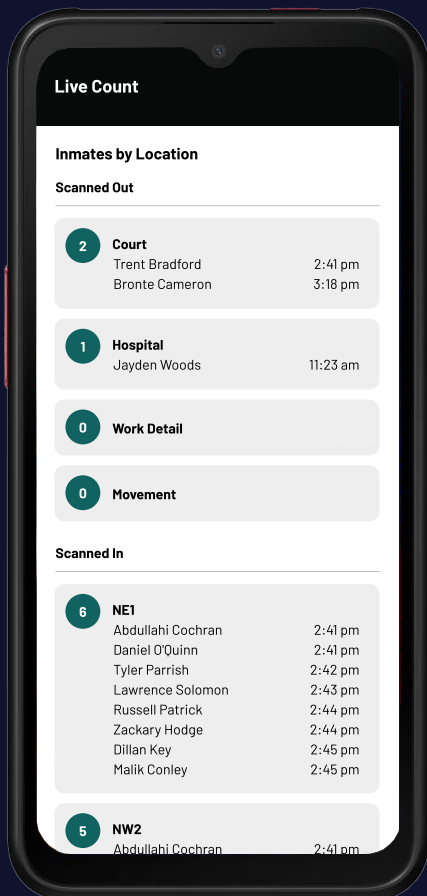 Live Count
Inmates by Location
Scanned Out
2 Court
Trent Bradford 2:41 pm
Bronte Cameron 3:18 pm
1 Hospital
Jayden Woods 11:23 am
0 Work Detail
0 Movement
Scanned In
6 NE1
Abdullahi Cochran 2:41 pm
Daniel O'Quinn 2:41 pm
Tyler Parrish 2:42 pm
Lawrence Solomon 2:43 pm
Russell Patrick 2:44 pm
Zackary Hodge 2:44 pm
Dillan Key 2:45 pm
Malik Conley 2:45 pm
5 NW2
Abdullahi Cochran 2:41 pm